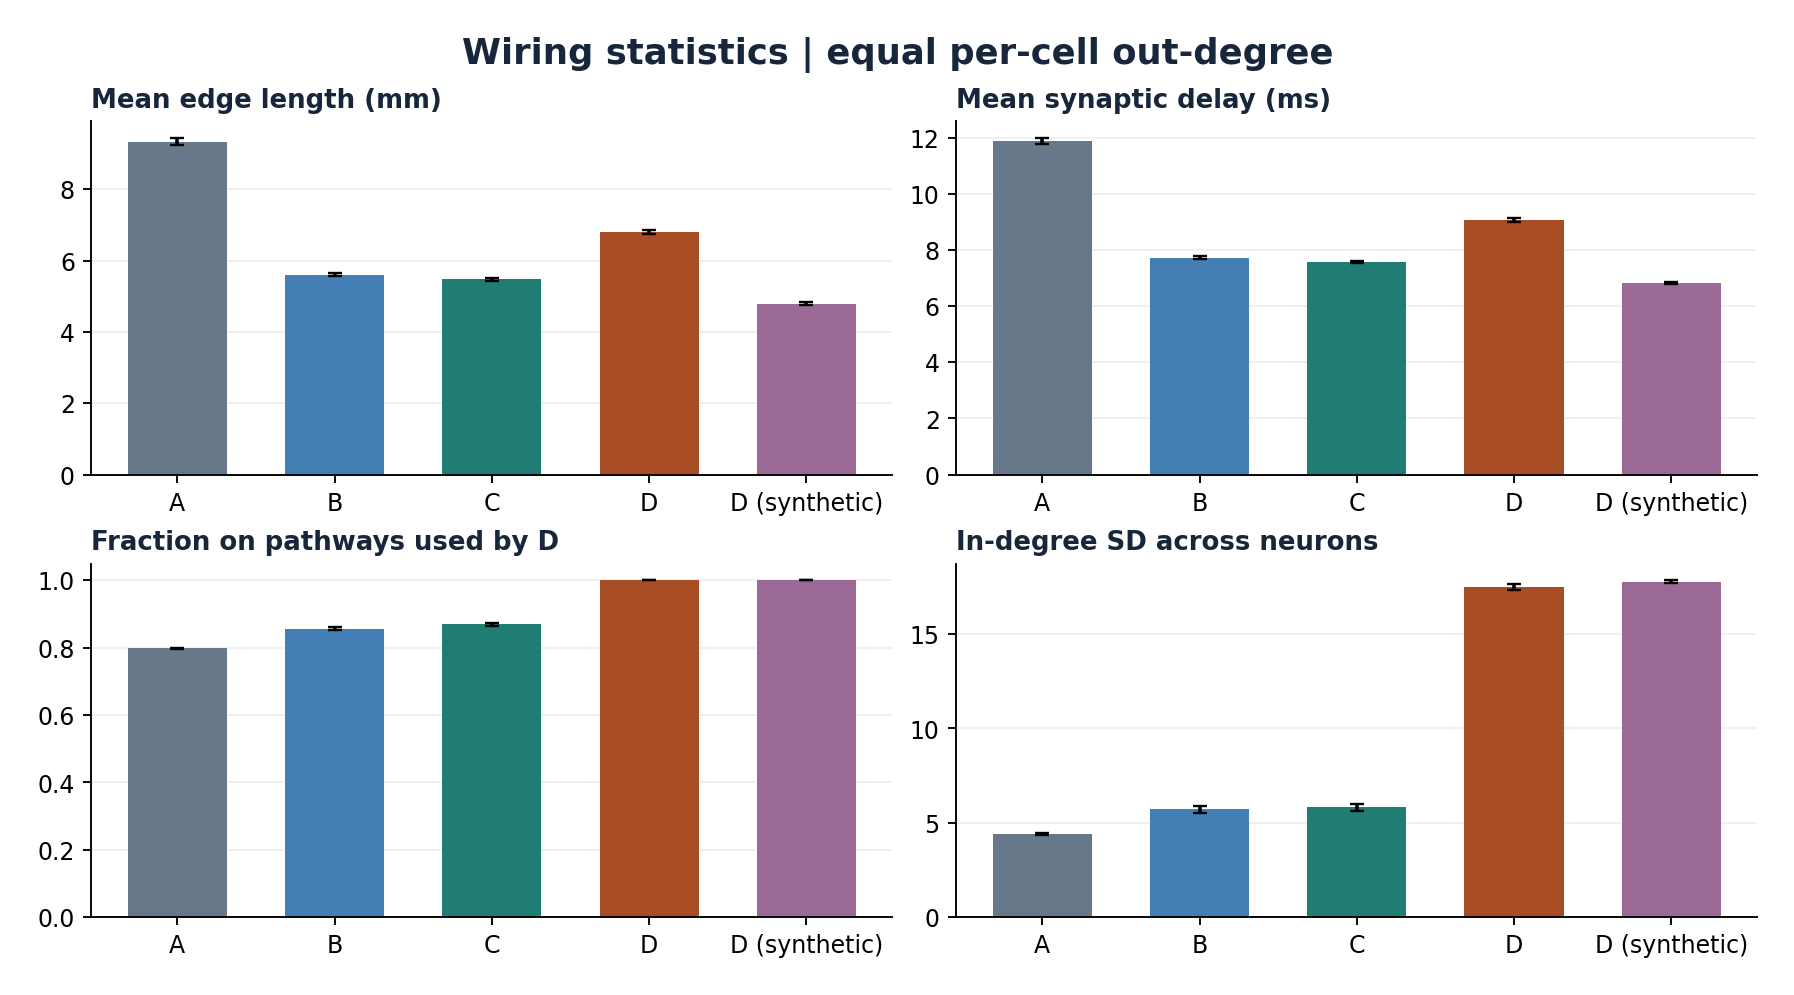 Wiring statistics | equal per-cell out-degree
Mean edge length (mm)
8
6
4
2
0
A B C D D (synthetic)
Mean synaptic delay (ms)
12
10
8
6
4
2
0
A B C D D (synthetic)
Fraction on pathways used by D
1.0
0.8
0.6
0.4
0.2
0.0
A B C D D (synthetic)
In-degree SD across neurons
15
10
5
0
A B C D D (synthetic)